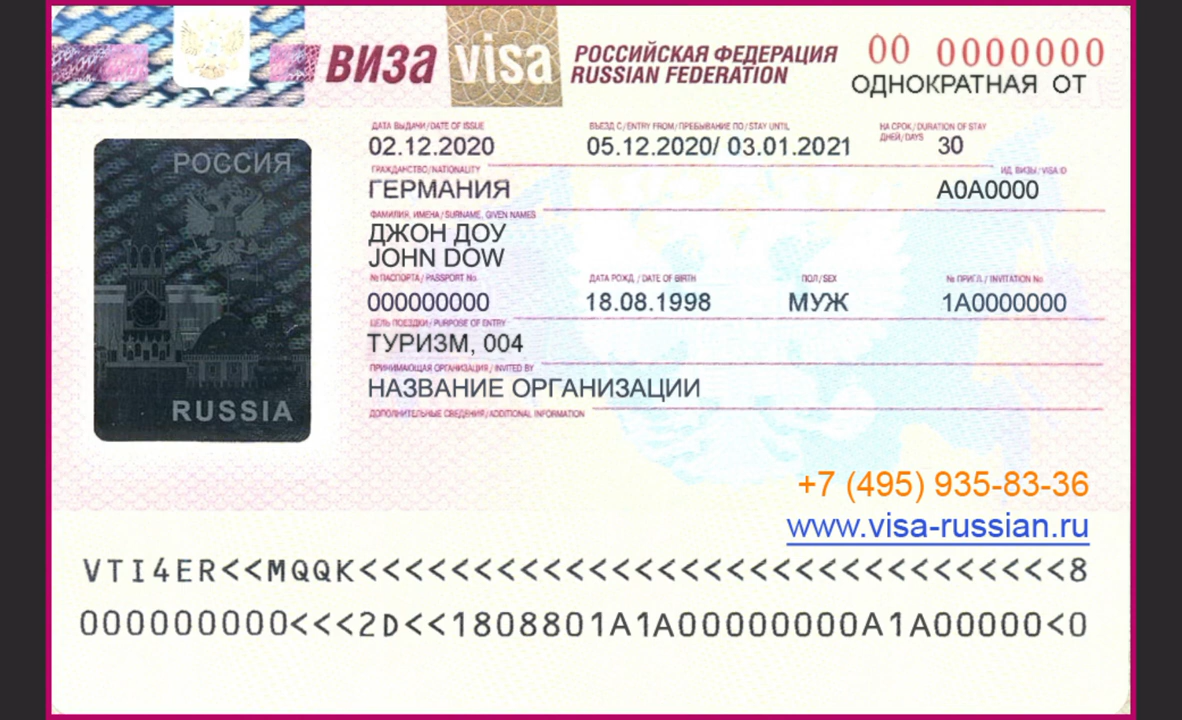 ВИЗА visa РОССИЙСКАЯ ФЕДЕРАЦИЯ 00 0000000
RUSSIAN FEDERATION
ОДНОКРАТНАЯ ОТ
РОССИЯ
RUSSIA
ДАТА ВЫДАЧИ/DATE OF ISSUE ВЪЕЗД С/ENTRY FROM/ПРЕБЫВАНИЕ ПО/STAY UNTIL НА СРОК/DURATION OF STAY
02.12.2020 05.12.2020/ 03.01.2021 ДНЕЙ/DAYS 30
ГРАЖДАНСТВО/NATIONALITY ИД. ВИЗЫ/VISA ID
ГЕРМАНИЯ A0A0000
ФАМИЛИЯ, ИМЕНА/SURNAME, GIVEN NAMES
ДЖОН ДОУ
JOHN DOW
№ ПАСПОРТА/PASSPORT No. ДАТА РОЖД./DATE OF BIRTH ПОЛ/SEX № ПРИГЛ./INVITATION No.
000000000 18.08.1998 МУЖ 1A0000000
ЦЕЛЬ ПОЕЗДКИ/PURPOSE OF ENTRY
ТУРИЗМ, 004
ПРИНИМАЮЩАЯ ОРГАНИЗАЦИЯ/INVITED BY
НАЗВАНИЕ ОРГАНИЗАЦИИ
ДОПОЛНИТЕЛЬНЫЕ СВЕДЕНИЯ/ADDITIONAL INFORMATION
+7 (495) 935-83-36
www.visa-russian.ru
VTI4ER<<MQQK<<<<<<<<<<<<<<<<<<<<<<<<<<<<<<<8
000000000<<<2D<<1808801A1A00000000A1A00000<0